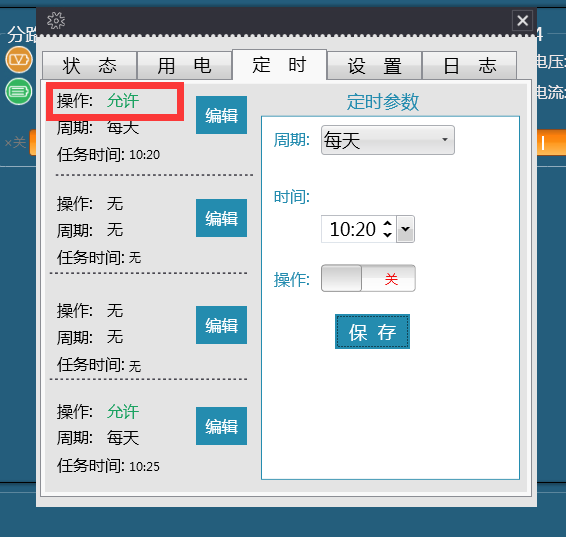 分路
4
状 态
用 电
定 时
设 置
日 志
电压:
电流:
×关
操作: 允许
周期: 每天
任务时间: 10:20
编辑
操作: 无
周期: 无
任务时间: 无
编辑
操作: 无
周期: 无
任务时间: 无
编辑
操作: 允许
周期: 每天
任务时间: 10:25
编辑
定时参数
周期: 每天
时间:
10:20
操作: 关
保 存